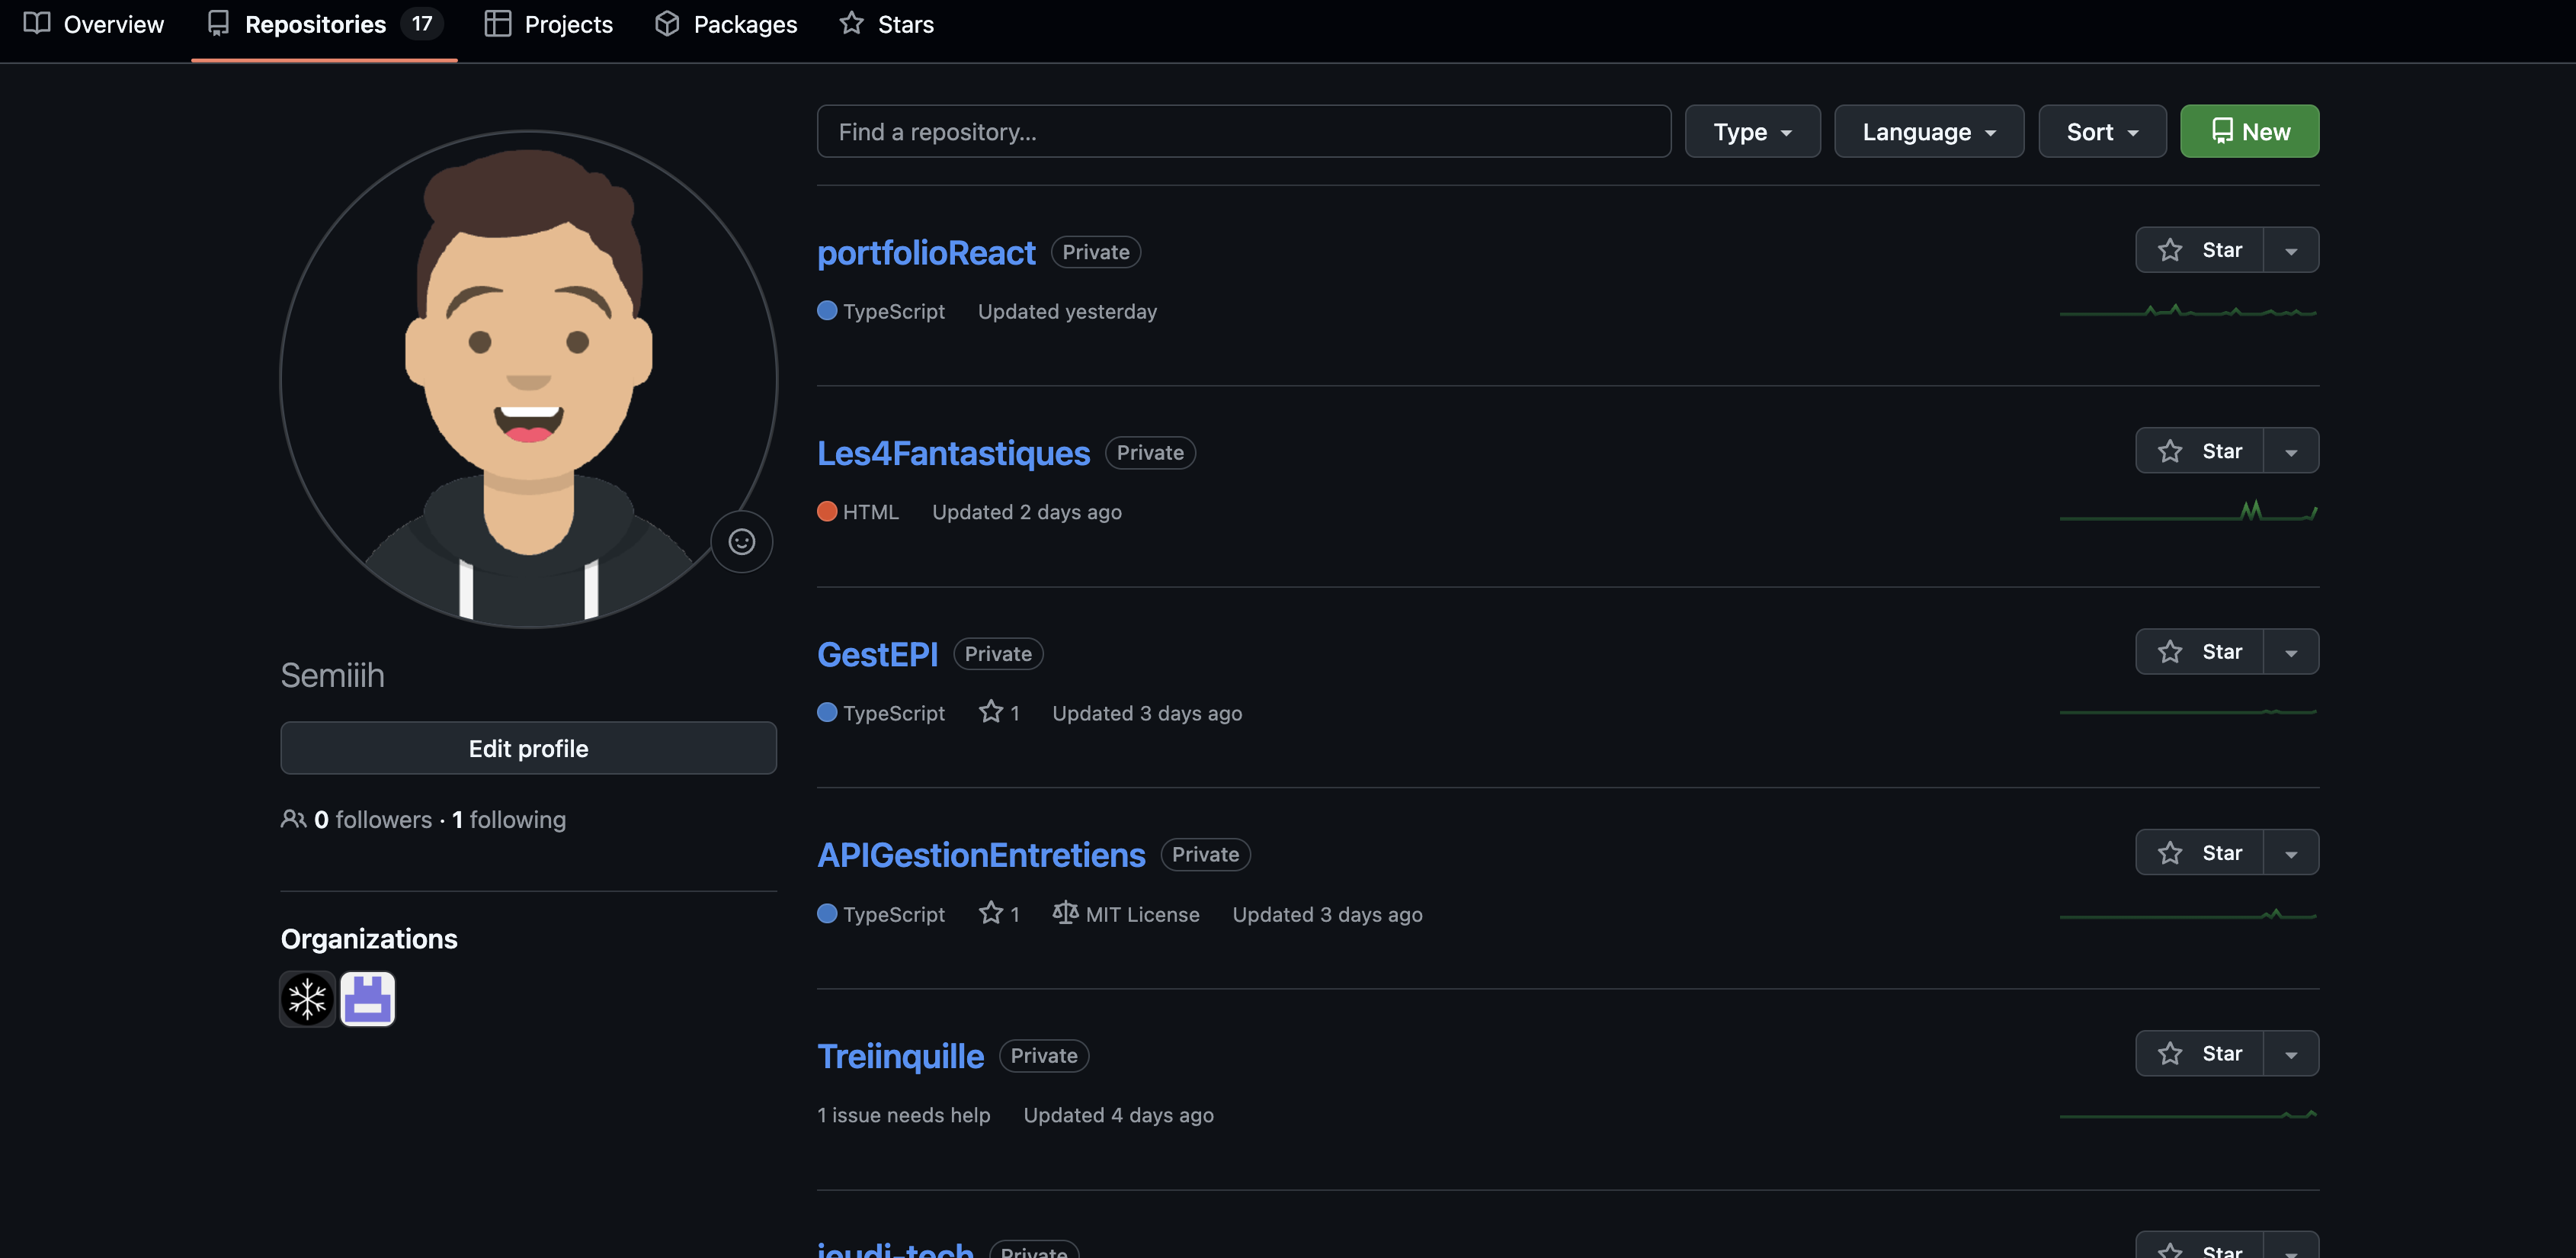 Overview Repositories 17 Projects Packages Stars
Find a repository... Type Language Sort New
Semiiih
Edit profile
0 followers · 1 following
Organizations
portfolioReact Private Star
TypeScript Updated yesterday
Les4Fantastiques Private Star
HTML Updated 2 days ago
GestEPI Private Star
TypeScript 1 Updated 3 days ago
APIGestionEntretiens Private Star
TypeScript 1 MIT License Updated 3 days ago
Treiinquille Private Star
1 issue needs help Updated 4 days ago
jeudi-tech Private Star